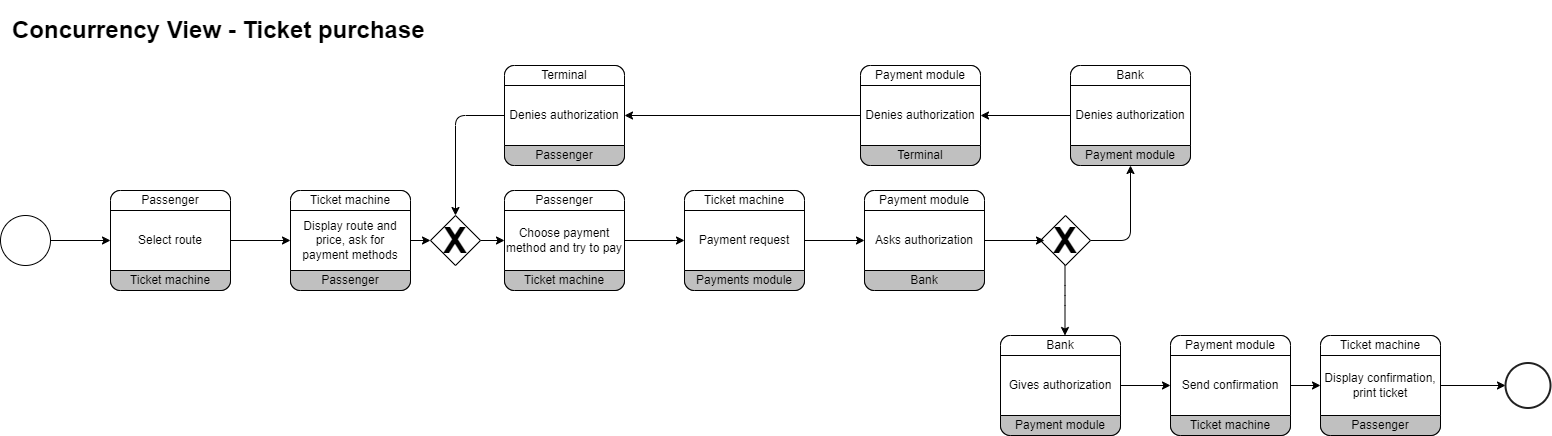 Concurrency View - Ticket purchase
Terminal
Denies authorization
Passenger
Payment module
Denies authorization
Terminal
Bank
Denies authorization
Payment module
Passenger
Select route
Ticket machine
Ticket machine
Display route and
price, ask for
payment methods
Passenger
X
Passenger
Choose payment
method and try to pay
Ticket machine
Ticket machine
Payment request
Payments module
Payment module
Asks authorization
Bank
X
Bank
Gives authorization
Payment module
Payment module
Send confirmation
Ticket machine
Ticket machine
Display confirmation,
print ticket
Passenger